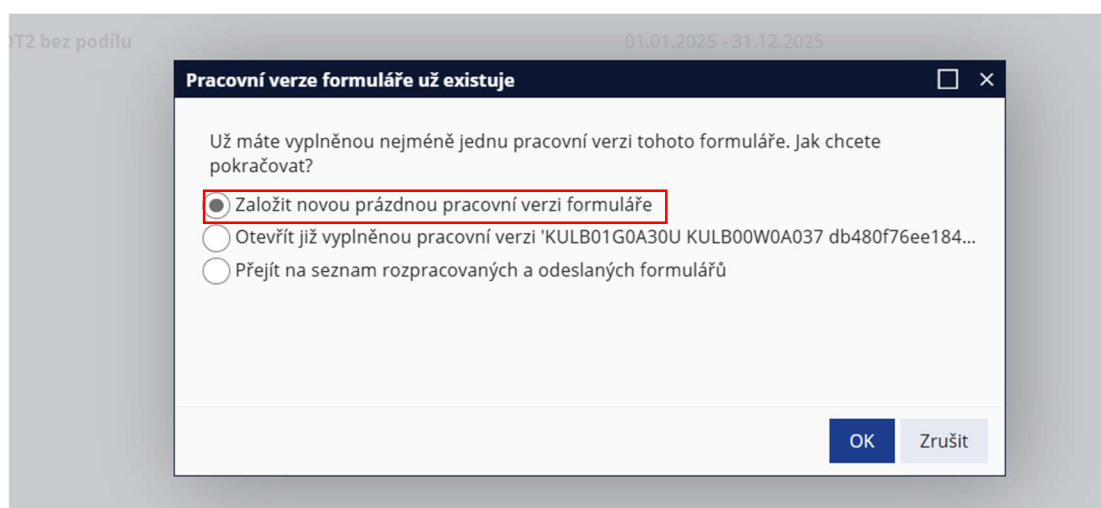 DT2 bez podílu 01.01.2025 - 31.12.2025
Pracovní verze formuláře už existuje
Už máte vyplněnou nejméně jednu pracovní verzi tohoto formuláře. Jak chcete
pokračovat?
Založit novou prázdnou pracovní verzi formuláře
Otevřít již vyplněnou pracovní verzi 'KULB01G0A30U KULB00W0A037 db480f76ee184...
Přejít na seznam rozpracovaných a odeslaných formulářů
OK Zrušit